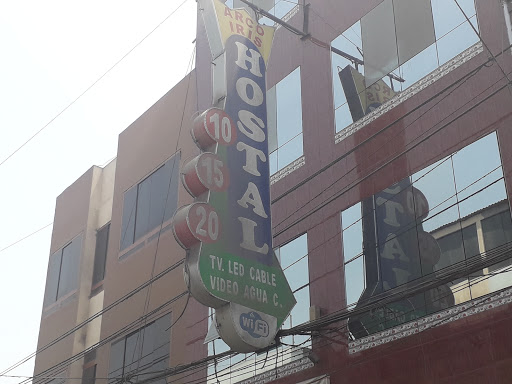 ARCO
IRIS
HOSTAL
10
15
20
TV. LED CABLE
VIDEO AGUA C.
WiFi